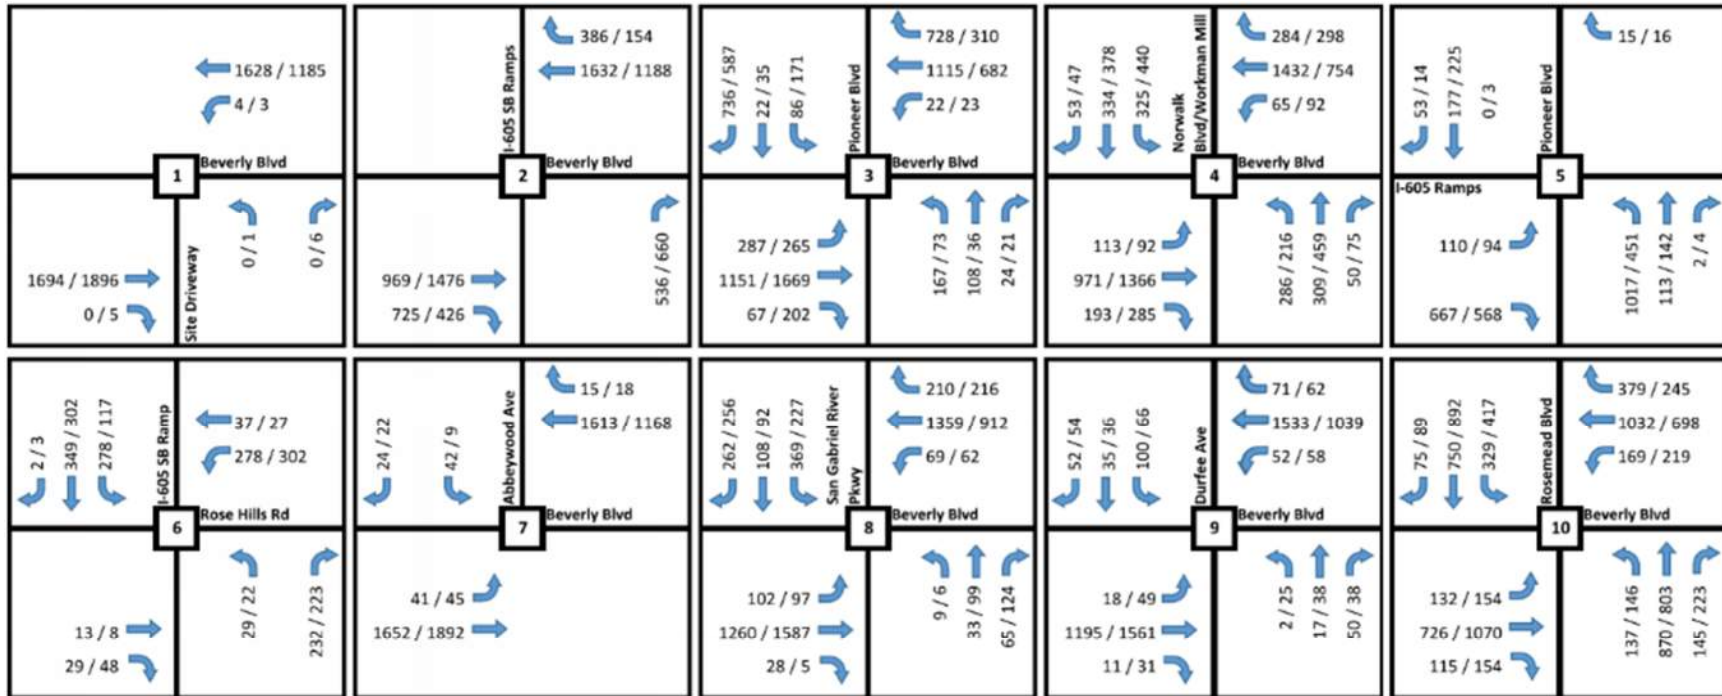 1628 / 1185
4 / 3
Beverly Blvd
1
Site Driveway
0 / 1
0 / 6
1694 / 1896
0 / 5
I-605 SB Ramps
386 / 154
1632 / 1188
Beverly Blvd
2
969 / 1476
725 / 426
536 / 660
736 / 587
22 / 35
86 / 171
Pioneer Blvd
728 / 310
1115 / 682
22 / 23
Beverly Blvd
3
287 / 265
1151 / 1669
67 / 202
167 / 73
108 / 36
24 / 21
53 / 47
334 / 378
325 / 440
Norwalk
Blvd/Workman Mill
284 / 298
1432 / 754
65 / 92
Beverly Blvd
4
113 / 92
971 / 1366
193 / 285
286 / 216
309 / 459
50 / 75
53 / 14
177 / 225
0 / 3
Pioneer Blvd
15 / 16
5
I-605 Ramps
110 / 94
667 / 568
1017 / 451
113 / 142
2 / 4
2 / 3
349 / 302
278 / 117
I-605 SB Ramp
37 / 27
278 / 302
Rose Hills Rd
6
13 / 8
29 / 48
29 / 22
232 / 223
24 / 22
42 / 9
Abbeywood Ave
15 / 18
1613 / 1168
Beverly Blvd
7
41 / 45
1652 / 1892
262 / 256
108 / 92
369 / 227
San Gabriel River
Pkwy
210 / 216
1359 / 912
69 / 62
Beverly Blvd
8
102 / 97
1260 / 1587
28 / 5
9 / 6
33 / 99
65 / 124
52 / 54
35 / 36
100 / 66
Durfee Ave
71 / 62
1533 / 1039
52 / 58
Beverly Blvd
9
18 / 49
1195 / 1561
11 / 31
2 / 25
17 / 38
50 / 38
75 / 89
750 / 892
329 / 417
Rosemead Blvd
379 / 245
1032 / 698
169 / 219
Beverly Blvd
10
132 / 154
726 / 1070
115 / 154
137 / 146
870 / 803
145 / 223